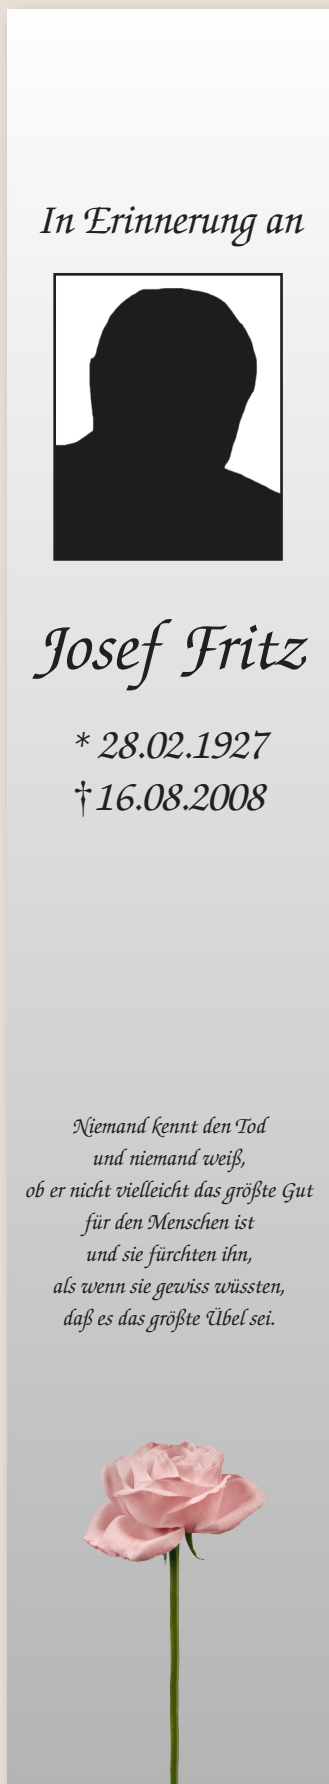 In Erinnerung an
Josef Fritz
* 28.02.1927
† 16.08.2008
Niemand kennt den Tod
und niemand weiß,
ob er nicht vielleicht das größte Gut
für den Menschen ist
und sie fürchten ihn,
als wenn sie gewiss wüssten,
daß es das größte Übel sei.